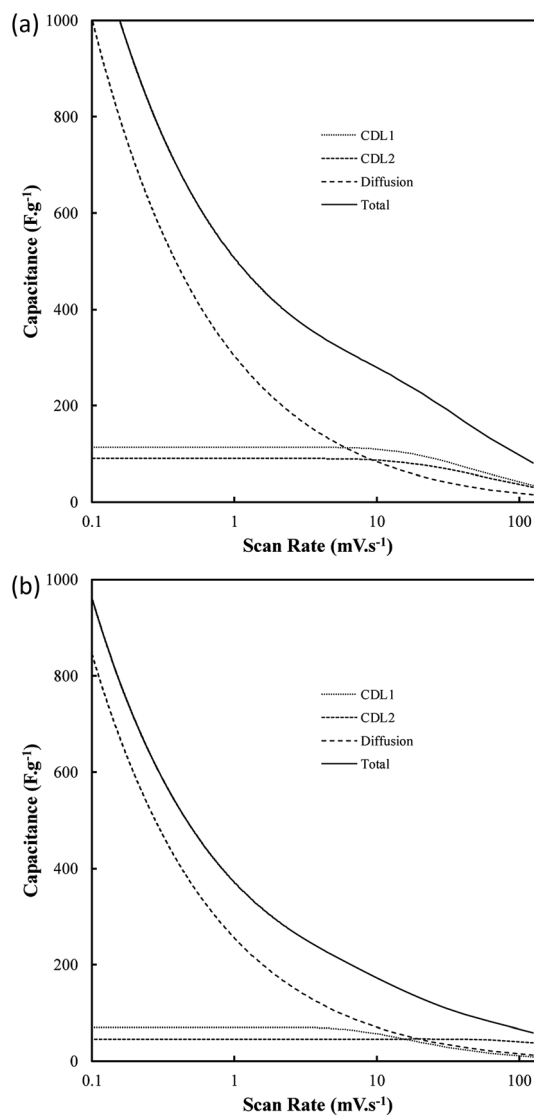 (a)
1000
800
600
400
200
0
Capacitance (F.g⁻¹)
CDL1
CDL2
Diffusion
Total
0.1 1 10 100
Scan Rate (mV.s⁻¹)
(b)
1000
800
600
400
200
0
Capacitance (F.g⁻¹)
CDL1
CDL2
Diffusion
Total
0.1 1 10 100
Scan Rate (mV.s⁻¹)